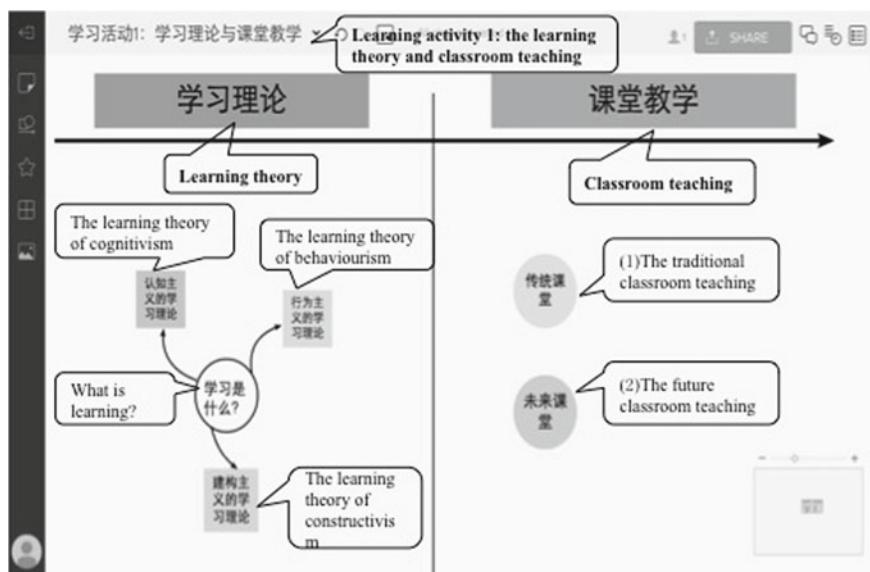 学习活动1：学习理论与课堂教学
Learning activity 1: the learning
theory and classroom teaching
1
SHARE
学习理论
课堂教学
Learning theory
Classroom teaching
The learning theory
of cognitivism
The learning theory
of behaviourism
认知主
义的学
习理论
行为主
义的学
习理论
What is
learning?
学习是
什么?
建构主
义的学
习理论
The learning
theory of
constructivis
m
传统课
堂
(1)The traditional
classroom teaching
未来课
堂
(2)The future
classroom teaching